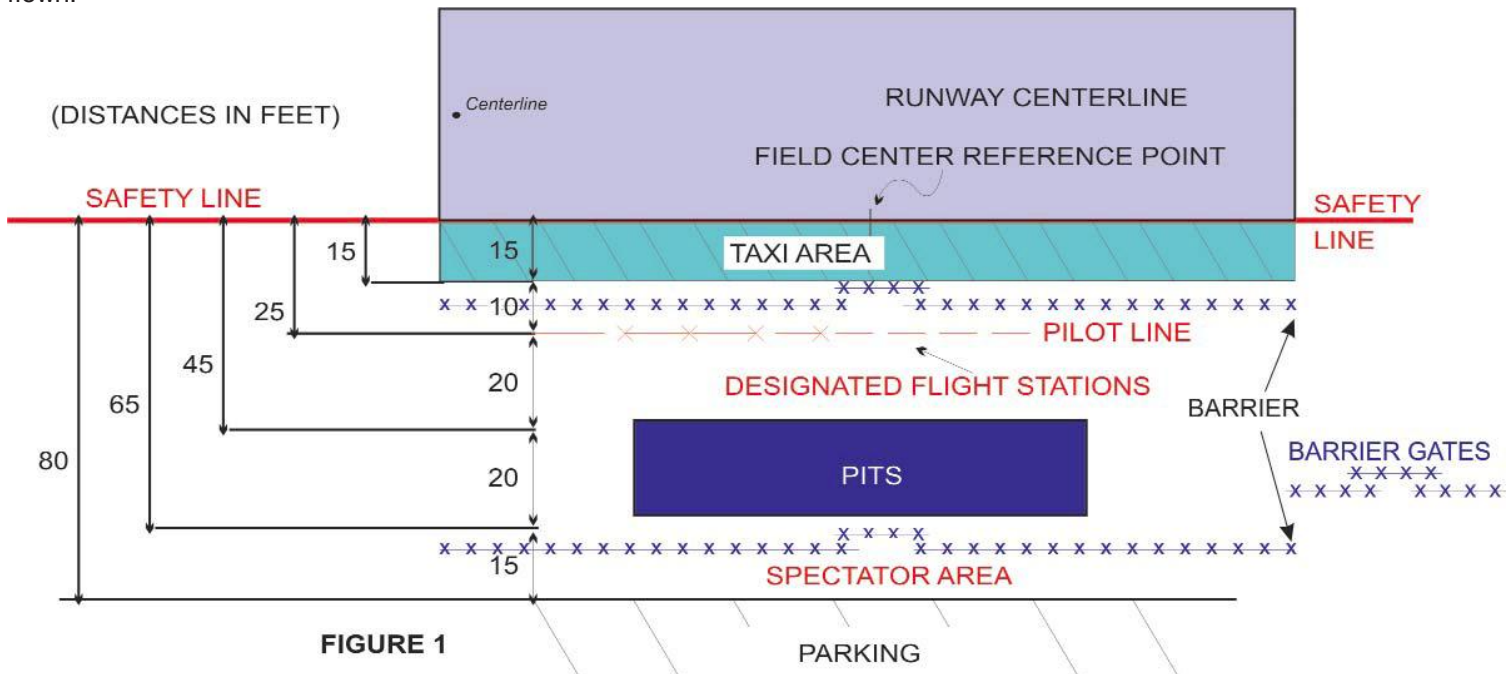 RUNWAY CENTERLINE
Centerline
(DISTANCES IN FEET)
FIELD CENTER REFERENCE POINT
SAFETY LINE
SAFETY
LINE
15
15
TAXI AREA
10
25
PILOT LINE
45
20
DESIGNATED FLIGHT STATIONS
65
BARRIER
80
BARRIER GATES
20
PITS
15
SPECTATOR AREA
FIGURE 1
PARKING